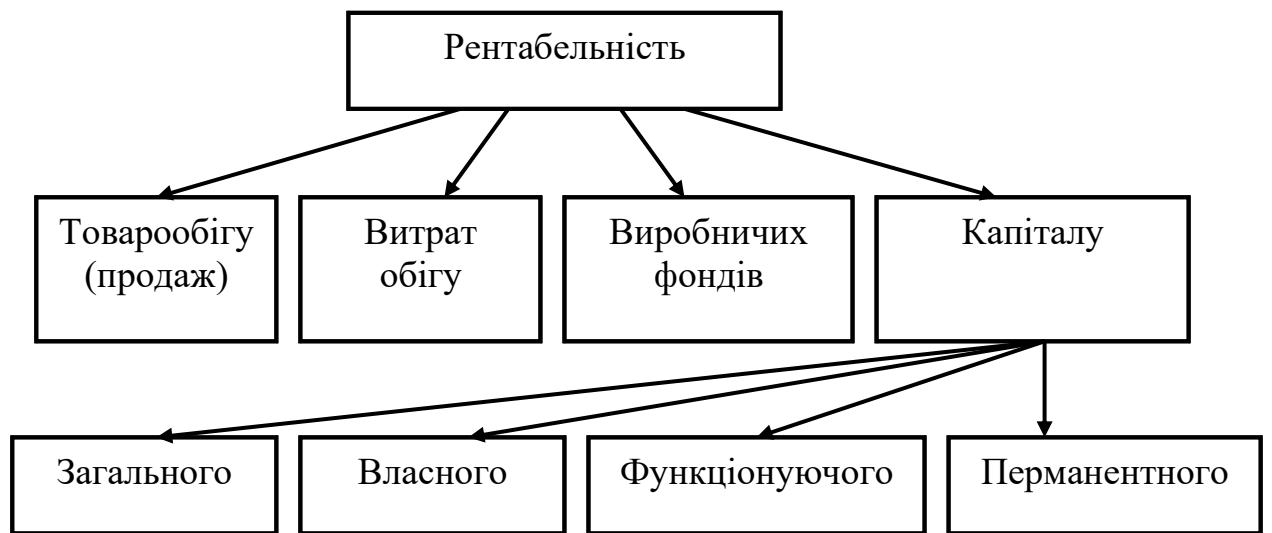 Рентабельність
Товарообігу
(продаж)
Витрат
обігу
Виробничих
фондів
Капіталу
Загального
Власного
Функціонуючого
Перманентного